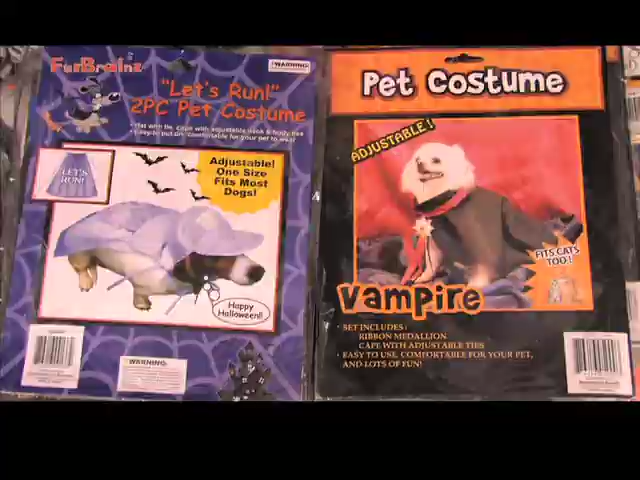 FurBrainz
WARNING:
"Let's Run!"
2PC Pet Costume
Adjustable!
One Size
Fits Most
Dogs!
LET'S
RUN!
Happy
Halloween!!
WARNING:
Pet Costume
ADJUSTABLE!
FITS CATS
TOO!
Vampire
• SET INCLUDES:
RIBBON MEDALLION
CAPE WITH ADJUSTABLE TIES
• EASY TO USE, COMFORTABLE FOR YOUR PET,
AND LOTS OF FUN!